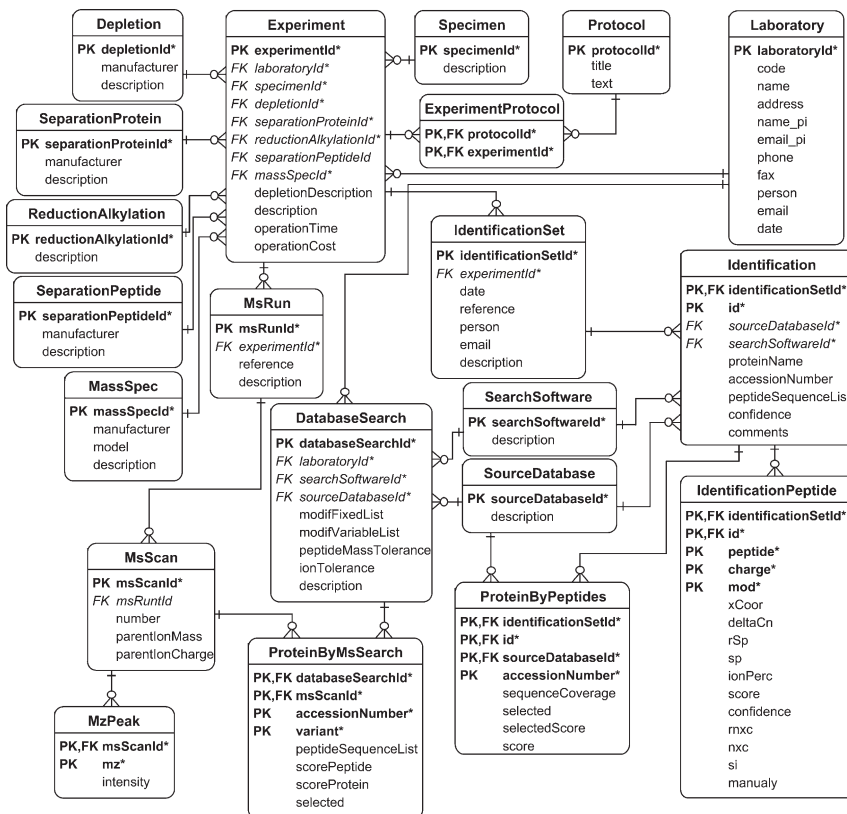 Depletion
PK depletionId*
manufacturer
description
Experiment
PK experimentId*
FK laboratoryId*
FK specimenId*
FK depletionId*
FK separationProteinId*
FK reductionAlkylationId*
FK separationPeptideId
FK massSpecId*
depletionDescription
description
operationTime
operationCost
Specimen
PK specimenId*
description
Protocol
PK protocolId*
title
text
Laboratory
PK laboratoryId*
code
name
address
name_pi
email_pi
phone
fax
person
email
date
SeparationProtein
PK separationProteinId*
manufacturer
description
ExperimentProtocol
PK,FK protocolId*
PK,FK experimentId*
ReductionAlkylation
PK reductionAlkylationId*
description
IdentificationSet
PK identificationSetId*
FK experimentId*
date
reference
person
email
description
Identification
PK,FK identificationSetId*
PK id*
FK sourceDatabaseId*
FK searchSoftwareId*
proteinName
accessionNumber
peptideSequenceList
confidence
comments
SeparationPeptide
PK separationPeptideId*
manufacturer
description
MsRun
PK msRunId*
FK experimentId*
reference
description
MassSpec
PK massSpecId*
manufacturer
model
description
DatabaseSearch
PK databaseSearchId*
FK laboratoryId*
FK searchSoftwareId*
FK sourceDatabaseId*
modifFixedList
modifVariableList
peptideMassTolerance
ionTolerance
description
SearchSoftware
PK searchSoftwareId*
description
SourceDatabase
PK sourceDatabaseId*
description
IdentificationPeptide
PK,FK identificationSetId*
PK,FK id*
PK peptide*
PK charge*
PK mod*
xCoor
deltaCn
rSp
sp
ionPerc
score
confidence
rnxc
nxc
si
manualy
MsScan
PK msScanId*
FK msRuntId
number
parentIonMass
parentIonCharge
ProteinByPeptides
PK,FK identificationSetId*
PK,FK id*
PK,FK sourceDatabaseId*
PK accessionNumber*
sequenceCoverage
selected
selectedScore
score
ProteinByMsSearch
PK,FK databaseSearchId*
PK,FK msScanId*
PK accessionNumber*
PK variant*
peptideSequenceList
scorePeptide
scoreProtein
selected
MzPeak
PK,FK msScanId*
PK mz*
intensity